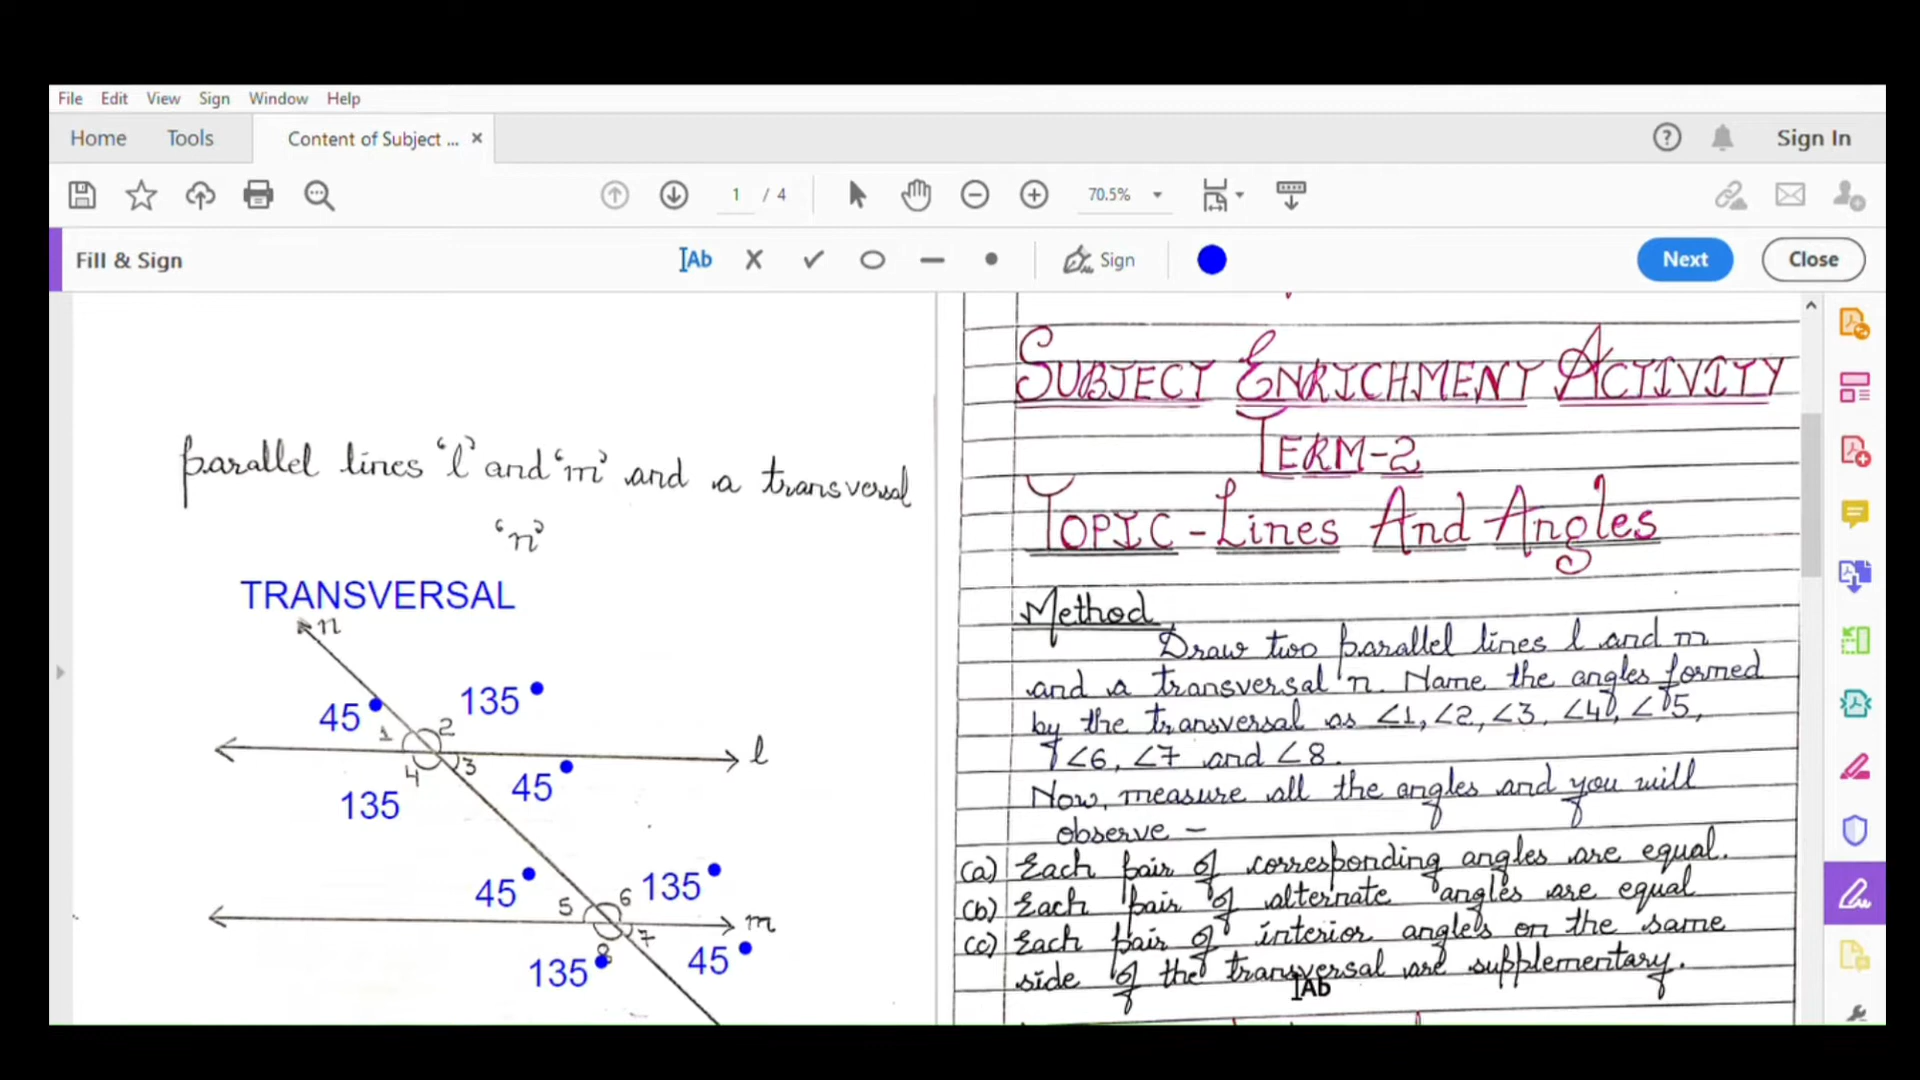 File Edit View Sign Window Help
Home Tools Content of Subject ... × Sign In
1 / 4 70.5%
Fill & Sign IAb Sign Next Close
parallel lines 'l' and 'm' and a transversal
'n'
TRANSVERSAL
n
45 135
1 2
l
4 3
135 45
45 135
5 6
m
8 7
135 45
SUBJECT ENRICHMENT ACTIVITY
TERM-2
TOPIC - Lines And Angles
Method
Draw two parallel lines l and m
and a transversal n. Name the angles formed
by the transversal as ∠1, ∠2, ∠3, ∠4, ∠5,
∠6, ∠7 and ∠8.
Now, measure all the angles and you will
observe –
(a) Each pair of corresponding angles are equal.
(b) Each pair of alternate angles are equal
(c) Each pair of interior angles on the same
side of the transversal are supplementary.
IAb